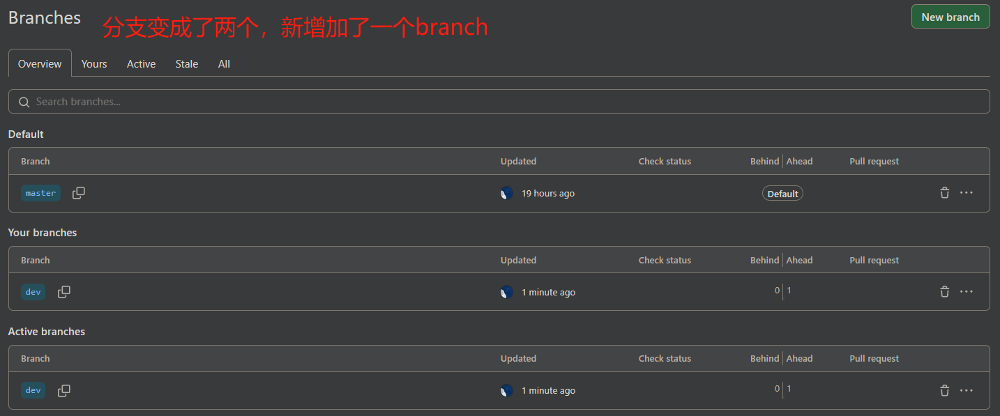 Branches
分支变成了两个，新增加了一个branch
New branch
Overview Yours Active Stale All
Search branches...
Default
Branch Updated Check status Behind Ahead Pull request
master 19 hours ago Default
Your branches
Branch Updated Check status Behind Ahead Pull request
dev 1 minute ago 0 1
Active branches
Branch Updated Check status Behind Ahead Pull request
dev 1 minute ago 0 1